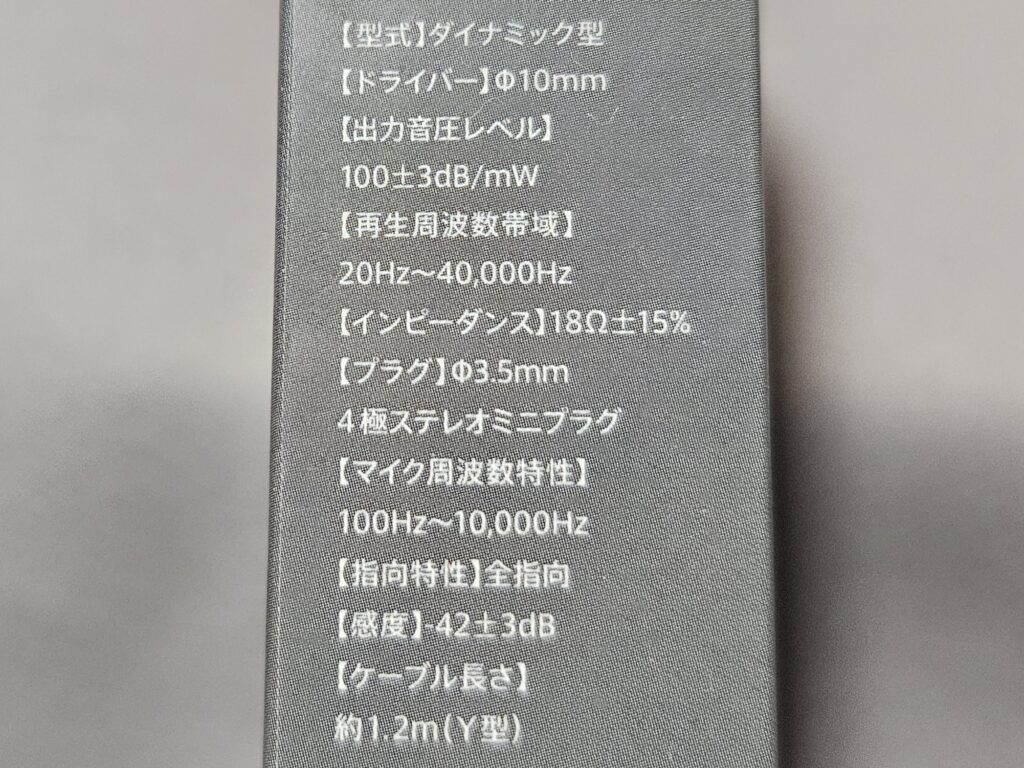 【型式】ダイナミック型
【ドライバー】Φ10mm
【出力音圧レベル】
100±3dB/mW
【再生周波数帯域】
20Hz〜40,000Hz
【インピーダンス】18Ω±15%
【プラグ】Φ3.5mm
4極ステレオミニプラグ
【マイク周波数特性】
100Hz〜10,000Hz
【指向特性】全指向
【感度】-42±3dB
【ケーブル長さ】
約1.2m(Y型)